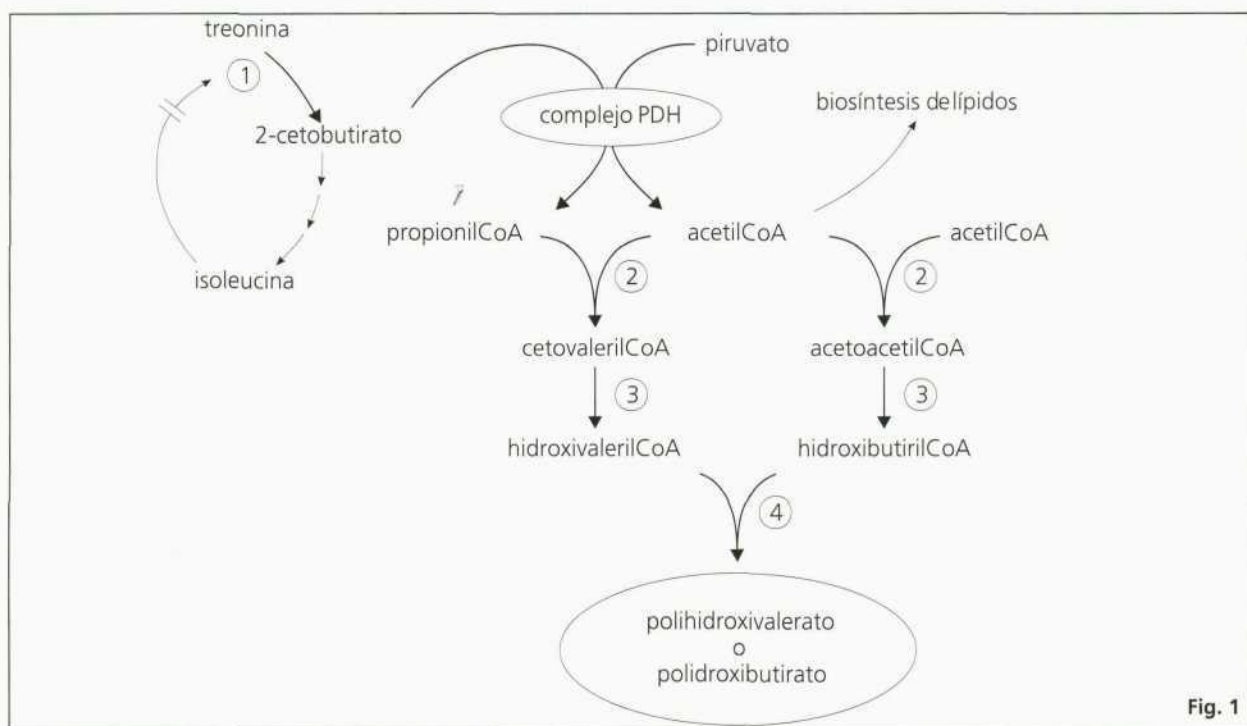 treonina
piruvato
1
biosíntesis de lípidos
complejo PDH
2-cetobutirato
propionilCoA
acetilCoA
acetilCoA
isoleucina
2
2
cetovalerilCoA
acetoacetilCoA
3
3
hidroxivalerilCoA
hidroxibutirilCoA
4
polihidroxivalerato
o
polidroxibutirato
Fig. 1